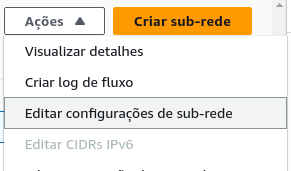 Ações
Criar sub-rede
Visualizar detalhes
Criar log de fluxo
Editar configurações de sub-rede
Editar CIDRs IPv6